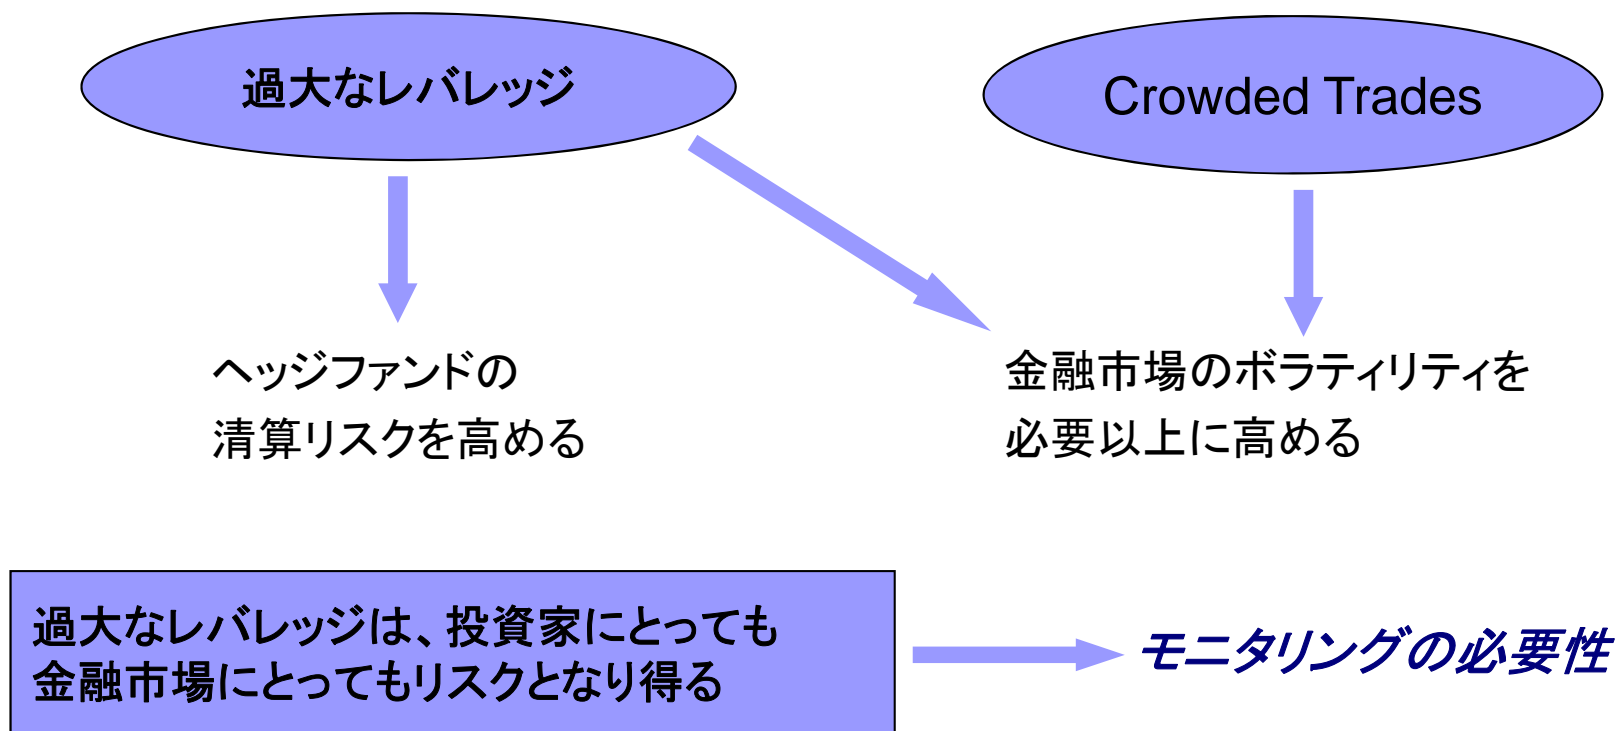 過大なレバレッジ
Crowded Trades
ヘッジファンドの
清算リスクを高める
金融市場のボラティリティを
必要以上に高める
過大なレバレッジは、投資家にとっても
金融市場にとってもリスクとなり得る
モニタリングの必要性